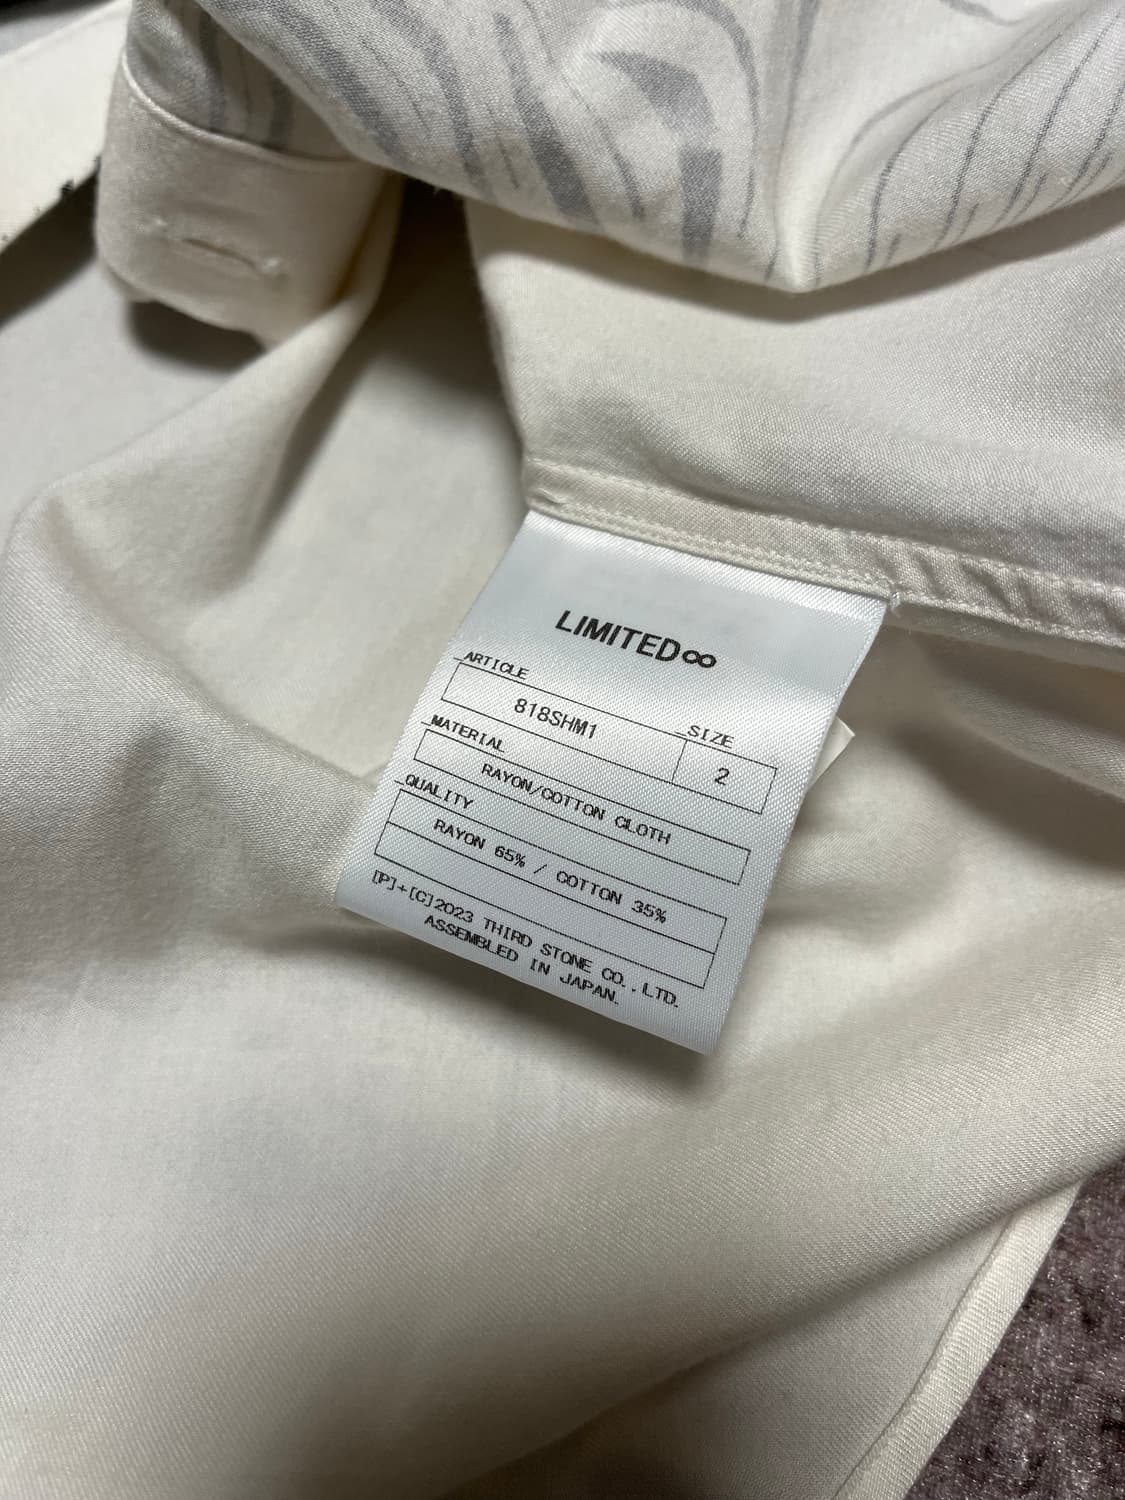 LIMITED∞
_ARTICLE
818SHM1
_SIZE
2
_MATERIAL
RAYON/COTTON CLOTH
_QUALITY
RAYON 65% / COTTON 35%
[P]+[C]2023 THIRD STONE CO.,LTD.
ASSEMBLED IN JAPAN.